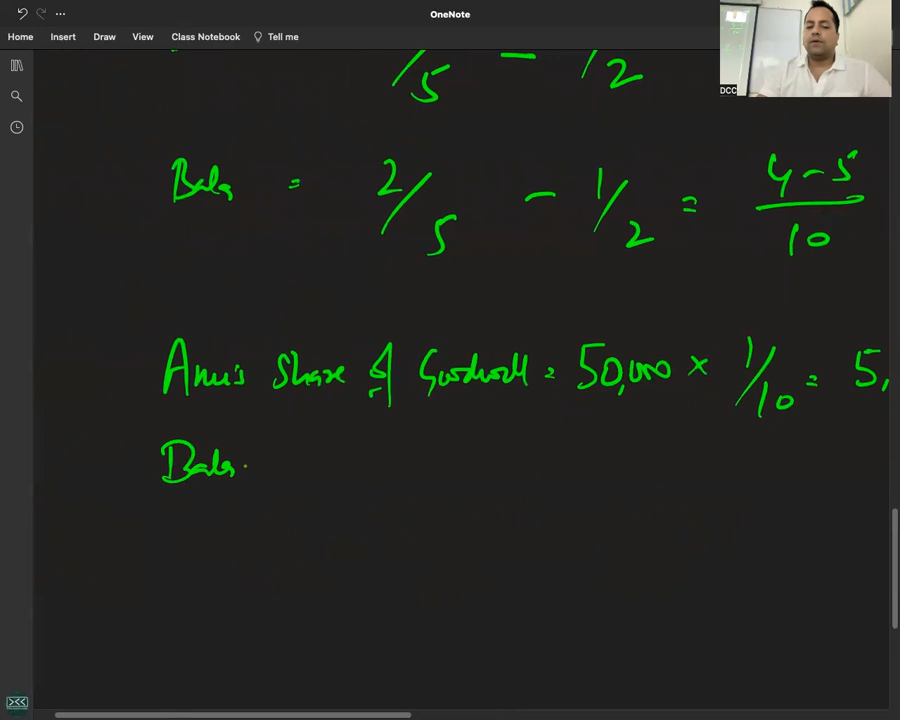 OneNote
Home Insert Draw View Class Notebook Tell me
DCC
/5 - 1/2
Bala = 2/5 - 1/2 = 4-5/10
Anu's Share of Goodwill = 50,000 × 1/10 = 5,
Bala